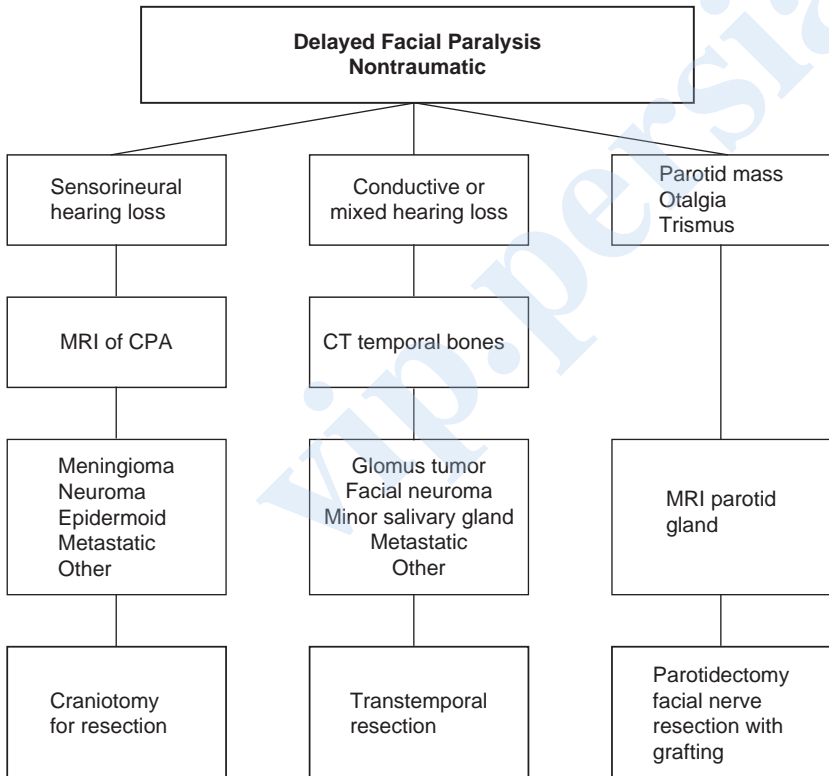 Delayed Facial Paralysis
Nontraumatic
Sensorineural
hearing loss
Conductive or
mixed hearing loss
Parotid mass
Otalgia
Trismus
MRI of CPA
CT temporal bones
Meningioma
Neuroma
Epidermoid
Metastatic
Other
Glomus tumor
Facial neuroma
Minor salivary gland
Metastatic
Other
MRI parotid
gland
Craniotomy
for resection
Transtemporal
resection
Parotidectomy
facial nerve
resection with
grafting
vip.persia